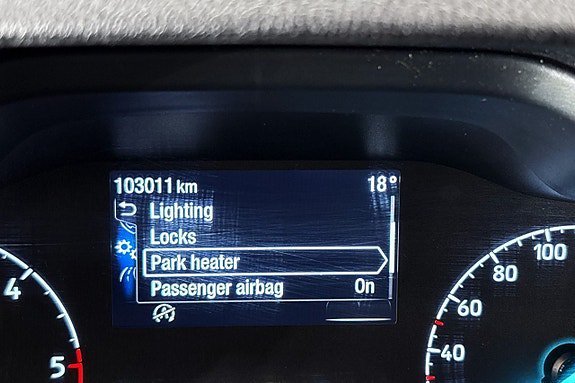 103011 km 18°
Lighting
Locks
Park heater
Passenger airbag On
4
5
100
80
60
40